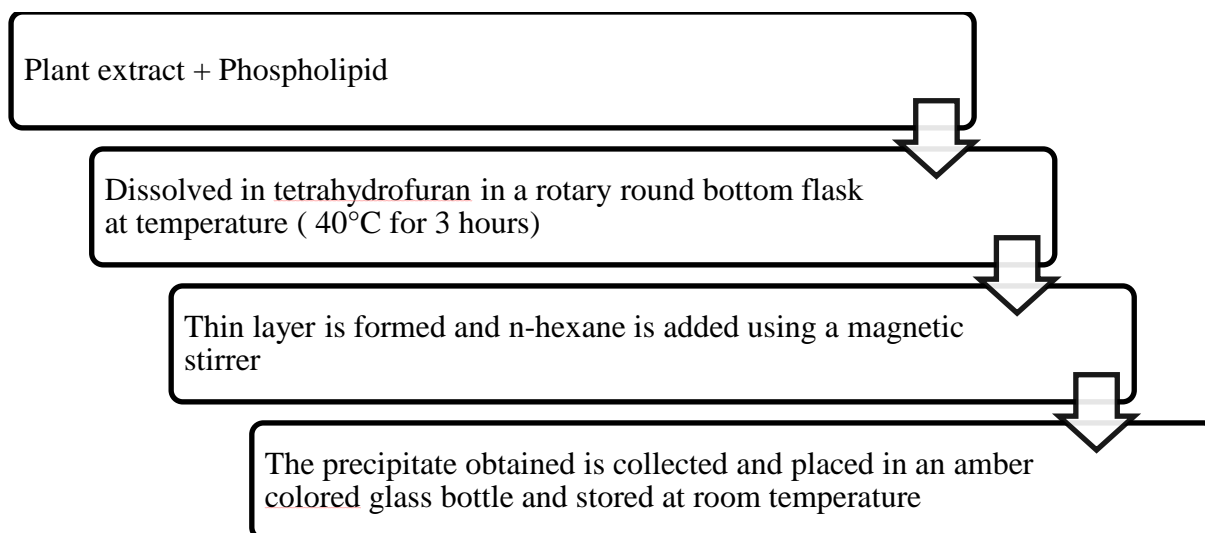 Plant extract + Phospholipid
Dissolved in tetrahydrofuran in a rotary round bottom flask
at temperature ( 40°C for 3 hours)
Thin layer is formed and n-hexane is added using a magnetic
stirrer
The precipitate obtained is collected and placed in an amber
colored glass bottle and stored at room temperature